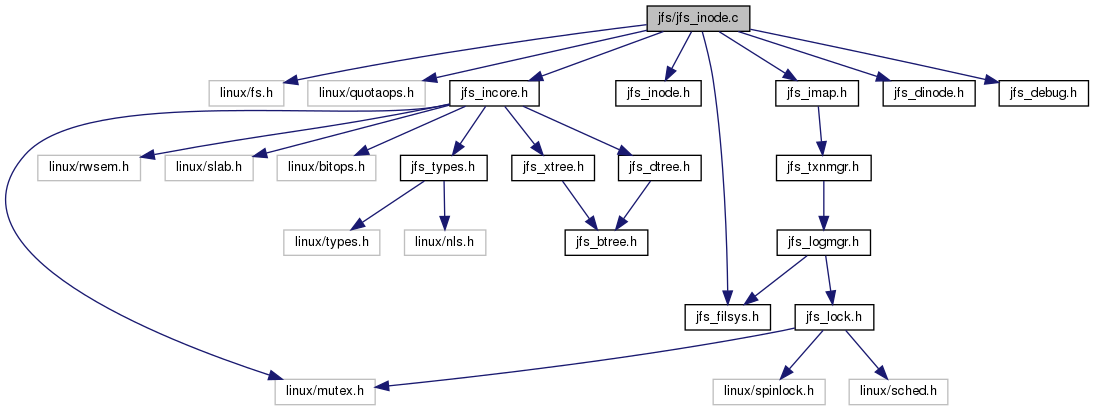 jfs/jfs_inode.c
linux/fs.h
linux/quotaops.h
jfs_incore.h
jfs_inode.h
jfs_imap.h
jfs_dinode.h
jfs_debug.h
linux/rwsem.h
linux/slab.h
linux/bitops.h
jfs_types.h
jfs_xtree.h
jfs_dtree.h
jfs_txnmgr.h
linux/types.h
linux/nls.h
jfs_btree.h
jfs_logmgr.h
jfs_filsys.h
jfs_lock.h
linux/mutex.h
linux/spinlock.h
linux/sched.h